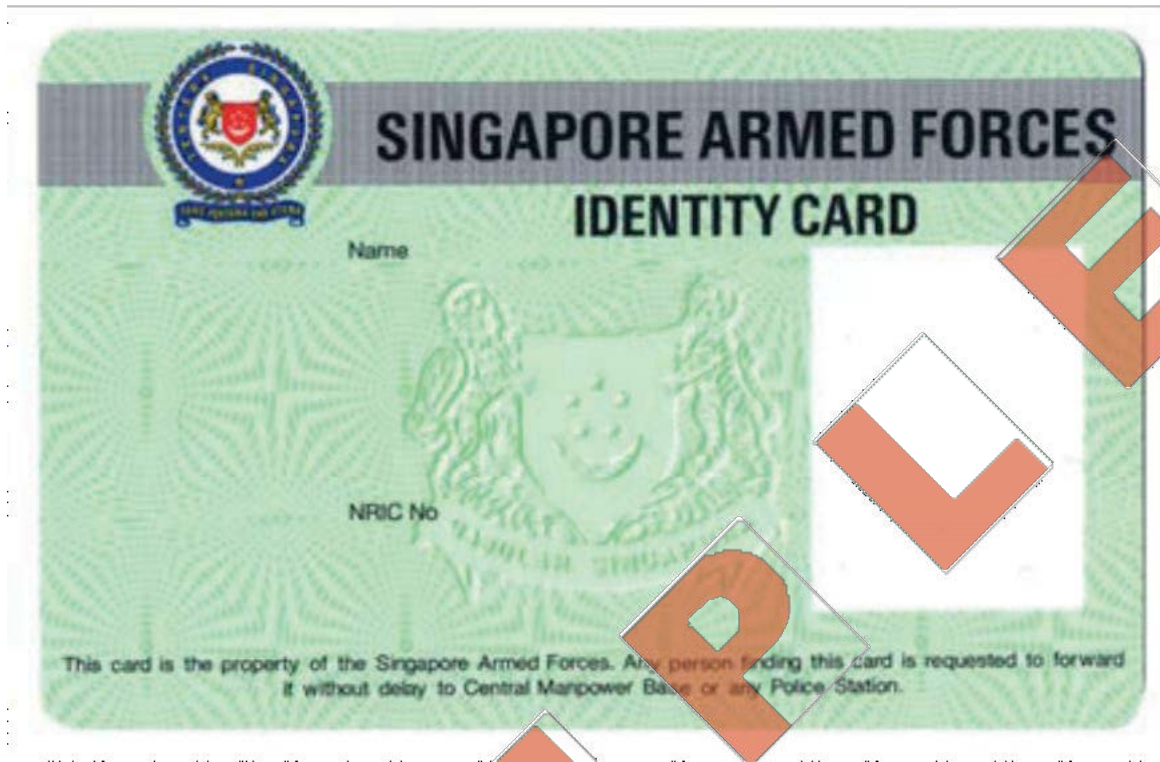 SINGAPORE ARMED FORCES
IDENTITY CARD
Name
NRIC No
This card is the property of the Singapore Armed Forces. Any person finding this card is requested to forward
it without delay to Central Manpower Base or any Police Station.
PLE